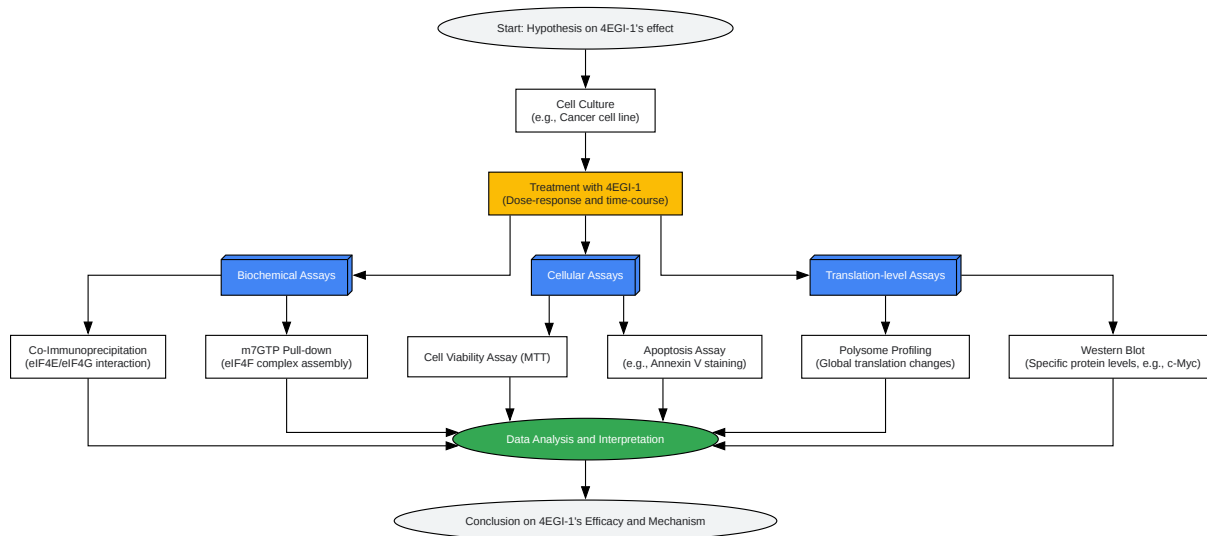 Start: Hypothesis on 4EGI-1's effect
Cell Culture
(e.g., Cancer cell line)
Treatment with 4EGI-1
(Dose-response and time-course)
Biochemical Assays
Cellular Assays
Translation-level Assays
Co-Immunoprecipitation
(eIF4E/eIF4G interaction)
m7GTP Pull-down
(eIF4F complex assembly)
Cell Viability Assay (MTT)
Apoptosis Assay
(e.g., Annexin V staining)
Polysome Profiling
(Global translation changes)
Western Blot
(Specific protein levels, e.g., c-Myc)
Data Analysis and Interpretation
Conclusion on 4EGI-1's Efficacy and Mechanism